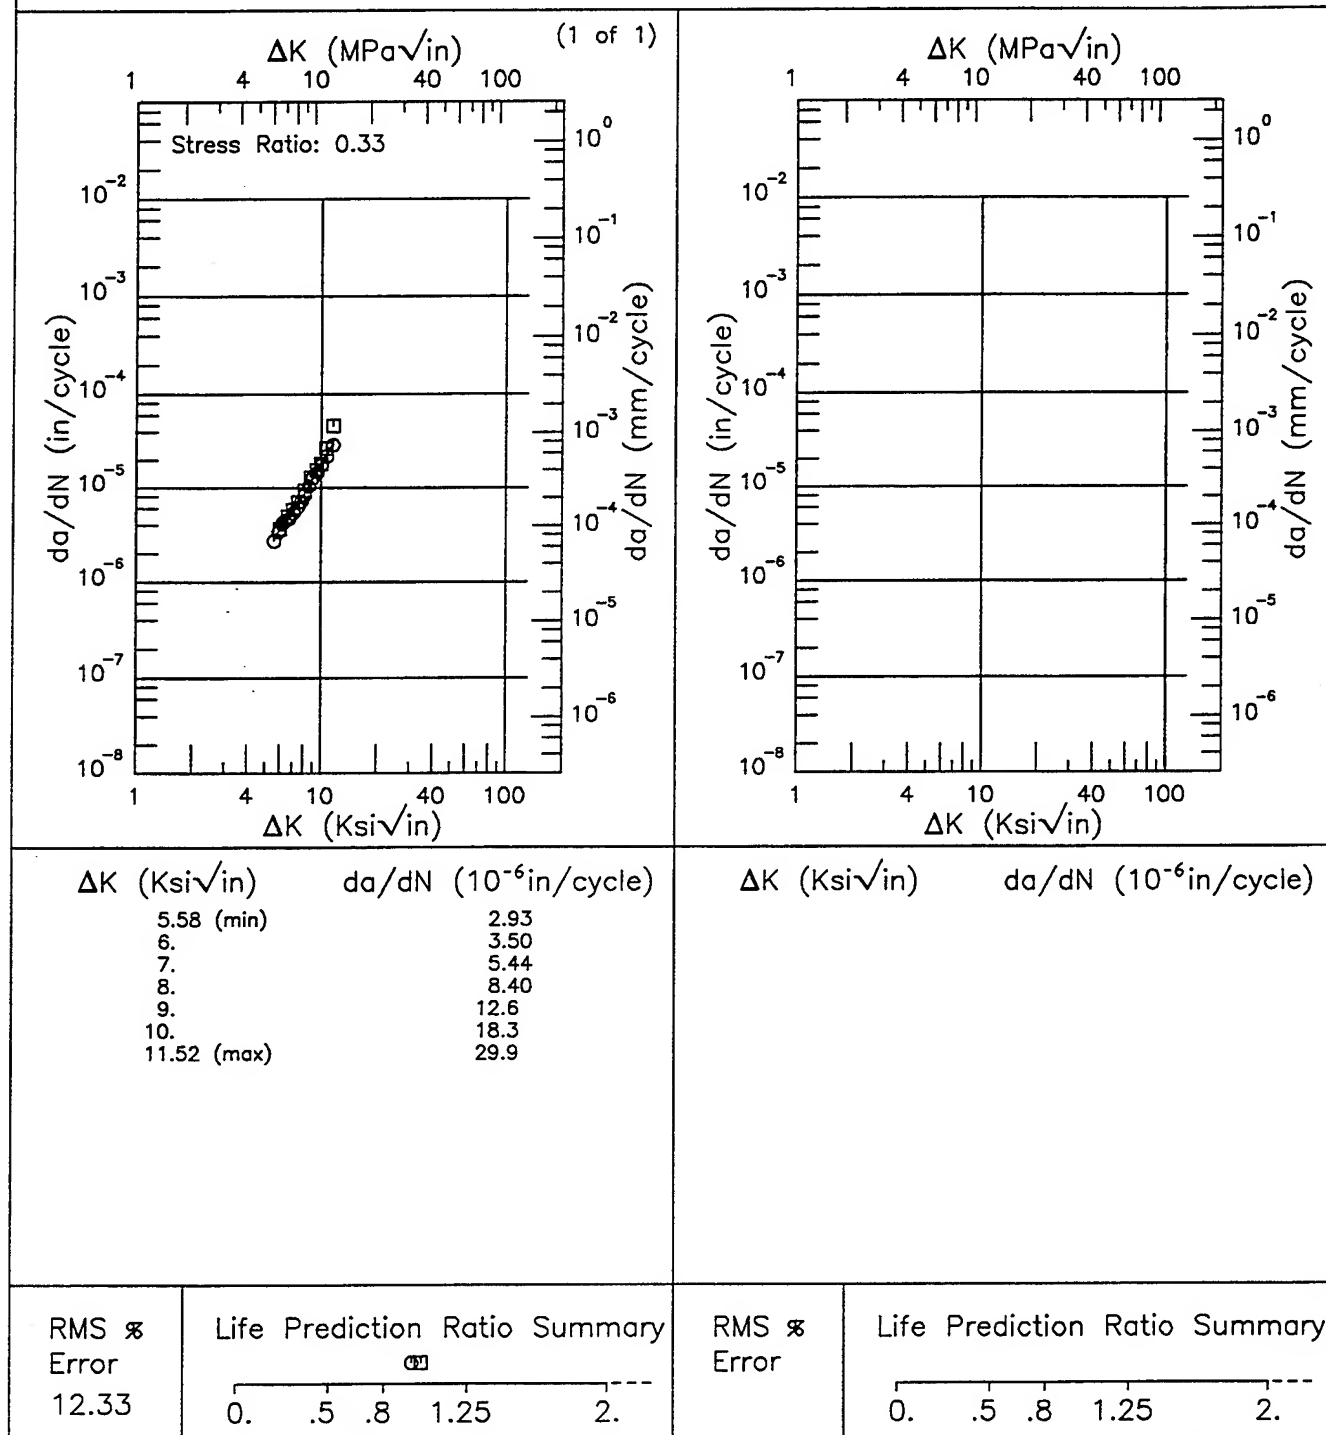 (1 of 1)
ΔK (MPa√in)
1 4 10 40 100
Stress Ratio: 0.33
da/dN (in/cycle)
10⁻²
10⁻³
10⁻⁴
10⁻⁵
10⁻⁶
10⁻⁷
10⁻⁸
10⁰
10⁻¹
10⁻²
10⁻³
10⁻⁴
10⁻⁵
10⁻⁶
da/dN (mm/cycle)
1 4 10 40 100
ΔK (Ksi√in)
ΔK (MPa√in)
1 4 10 40 100
da/dN (in/cycle)
10⁻²
10⁻³
10⁻⁴
10⁻⁵
10⁻⁶
10⁻⁷
10⁻⁸
10⁰
10⁻¹
10⁻²
10⁻³
10⁻⁴
10⁻⁵
10⁻⁶
da/dN (mm/cycle)
1 4 10 40 100
ΔK (Ksi√in)
ΔK (Ksi√in) da/dN (10⁻⁶in/cycle)
5.58 (min) 2.93
6. 3.50
7. 5.44
8. 8.40
9. 12.6
10. 18.3
11.52 (max) 29.9
ΔK (Ksi√in) da/dN (10⁻⁶in/cycle)
RMS %
Error
12.33
Life Prediction Ratio Summary
0. .5 .8 1.25 2.
RMS %
Error
Life Prediction Ratio Summary
0. .5 .8 1.25 2.